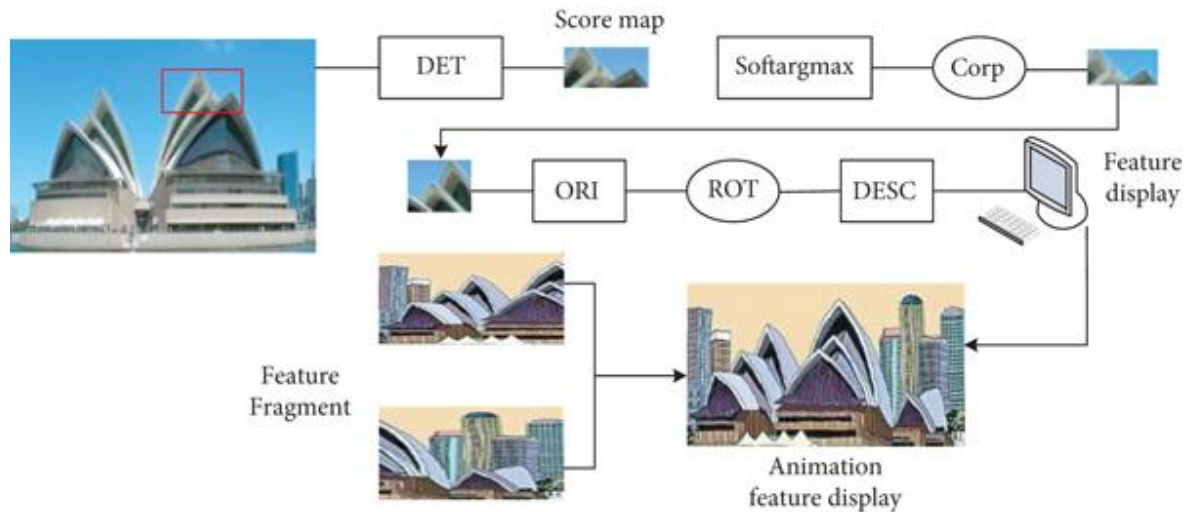 Score map
DET
Softargmax
Corp
ORI
ROT
DESC
Feature
display
Feature
Fragment
Animation
feature display